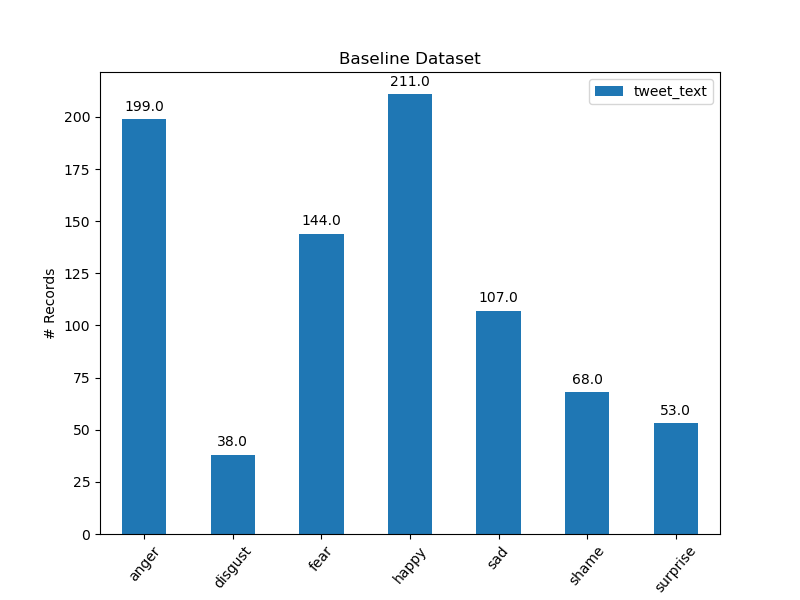 Baseline Dataset
tweet_text
# Records
200
175
150
125
100
75
50
25
0
199.0
38.0
144.0
211.0
107.0
68.0
53.0
anger
disgust
fear
happy
sad
shame
surprise